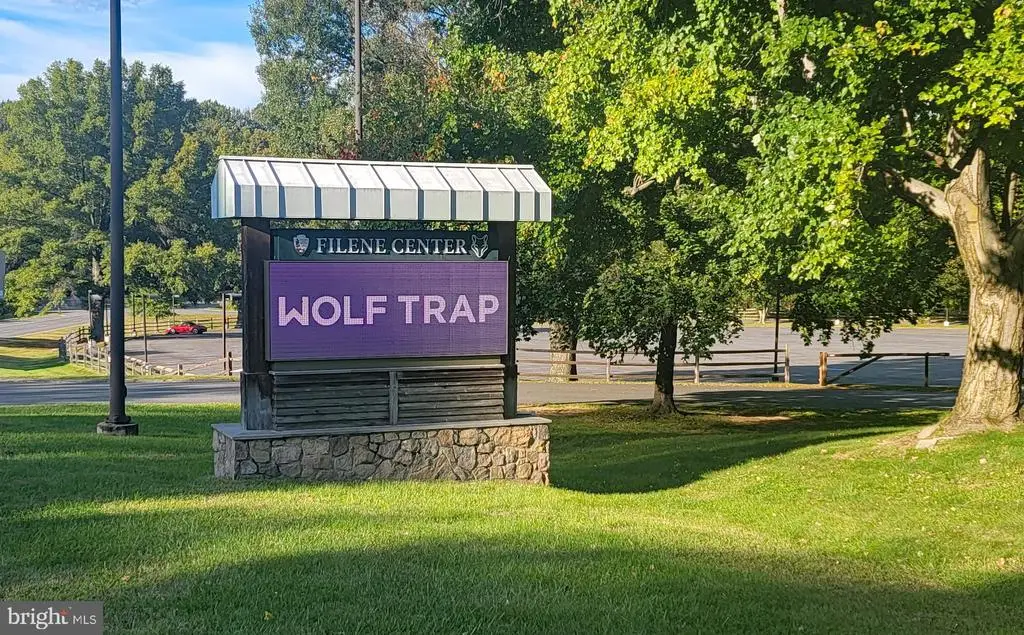 FILENE CENTER
WOLF TRAP
bright MLS